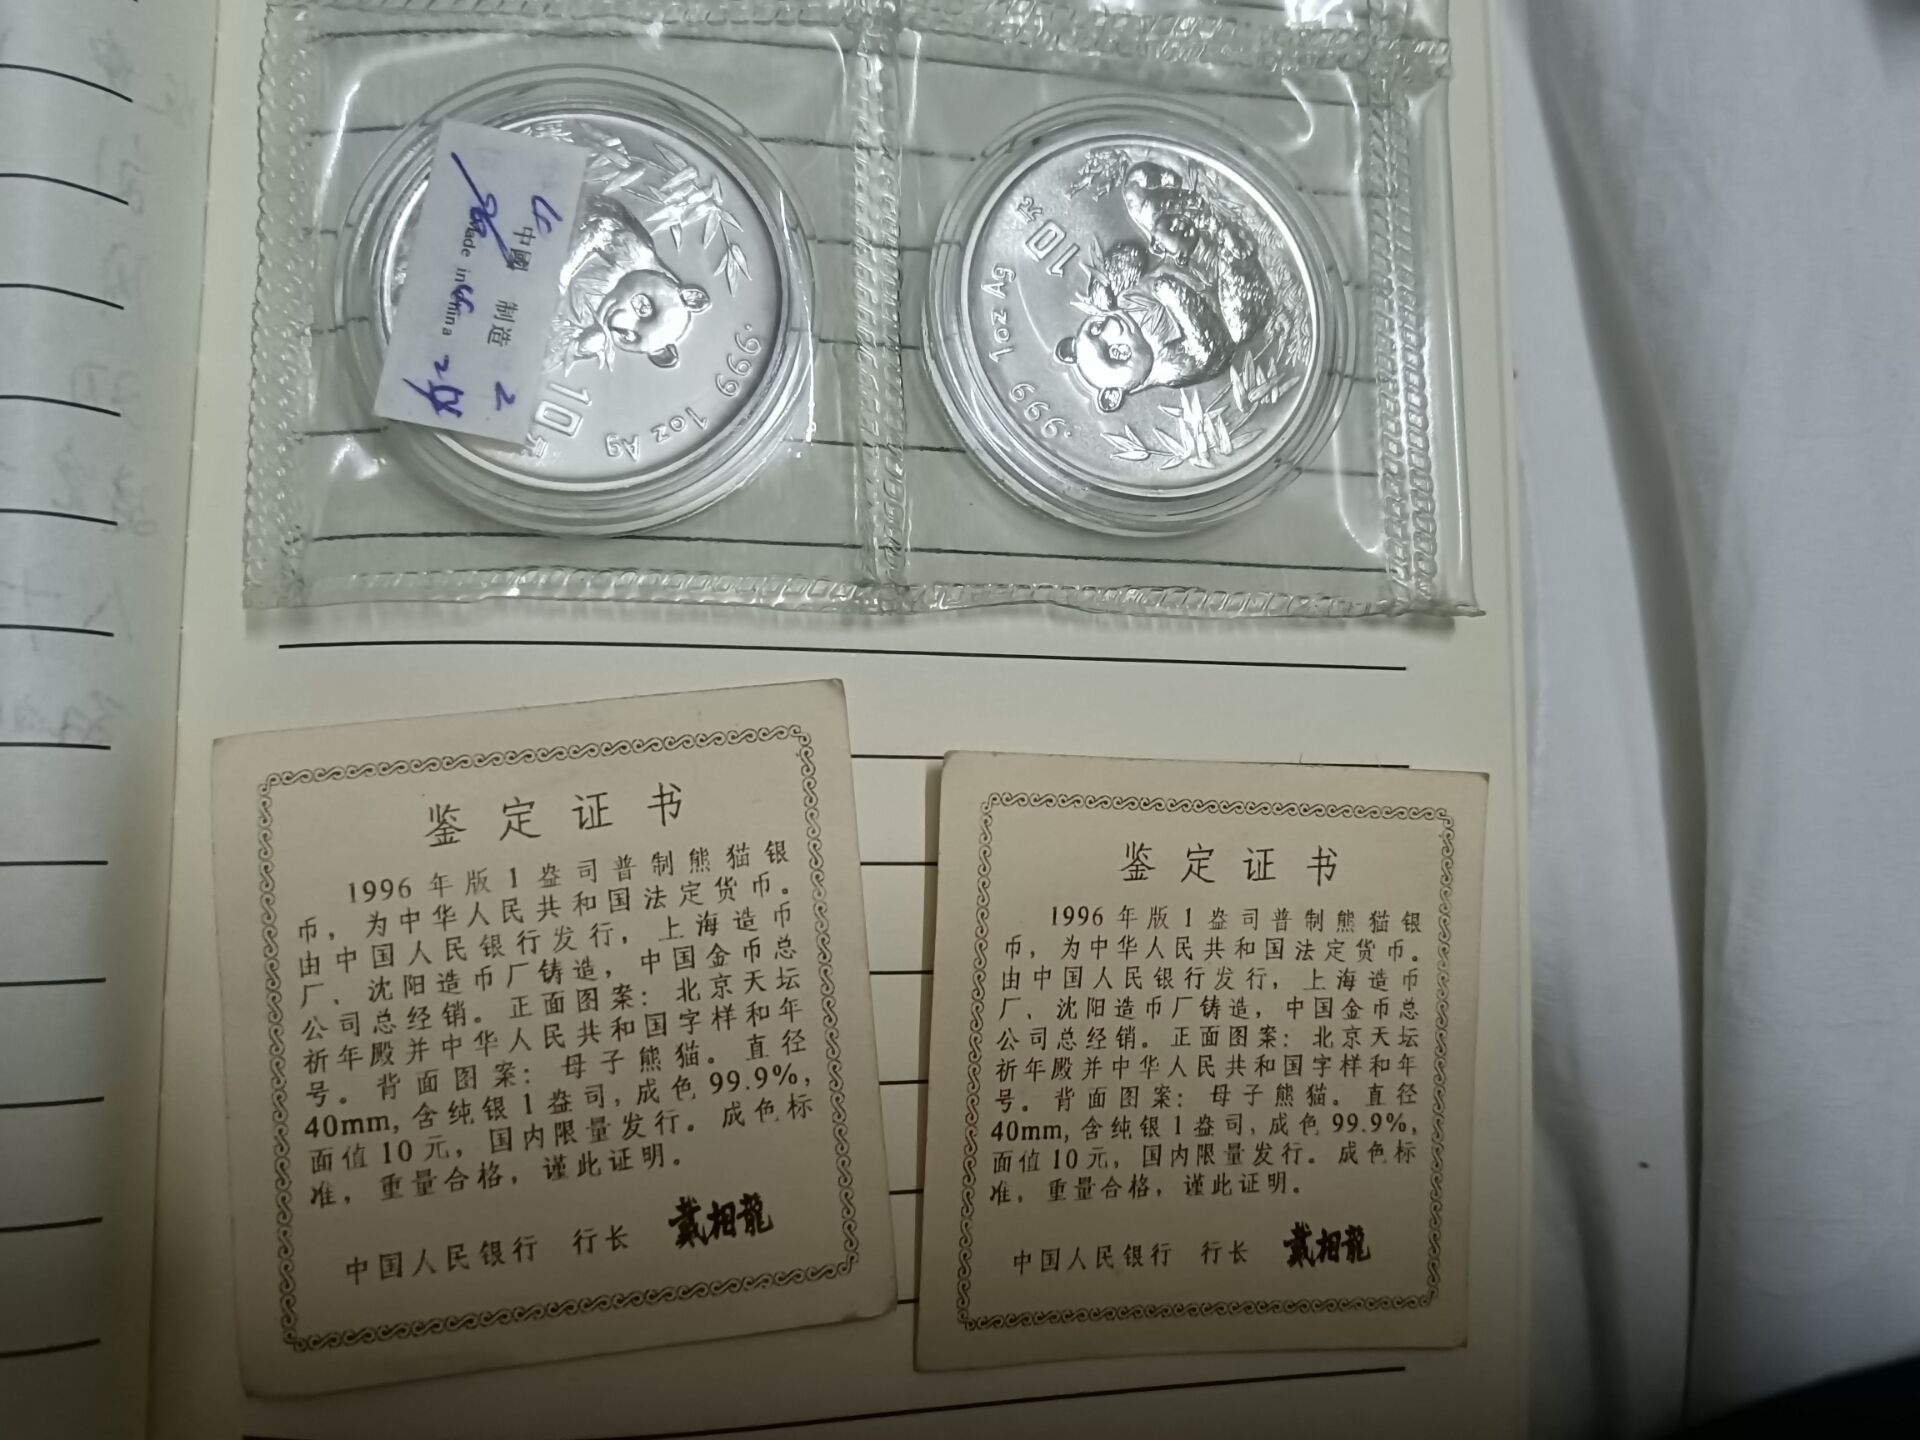 中國 制造
Made in China
.999 1oz Ag
10元
10元
1oz Ag
.999
鉴定证书
1996年版1盎司普制熊猫银
币，为中华人民共和国法定货币。
由中国人民银行发行，上海造币
厂、沈阳造币厂铸造，中国金币总
公司总经销。正面图案：北京天坛
祈年殿并中华人民共和国字样和年
号。背面图案：母子熊猫。直径
40mm,含纯银1盎司,成色99.9%,
面值10元，国内限量发行。成色标
准，重量合格，谨此证明。
中国人民银行 行长 戴相龍
鉴定证书
1996年版1盎司普制熊猫银
币，为中华人民共和国法定货币。
由中国人民银行发行，上海造币
厂、沈阳造币厂铸造，中国金币总
公司总经销。正面图案：北京天坛
祈年殿并中华人民共和国字样和年
号。背面图案：母子熊猫。直径
40mm,含纯银1盎司,成色99.9%,
面值10元，国内限量发行。成色标
准，重量合格，谨此证明。
中国人民银行 行长 戴相龍